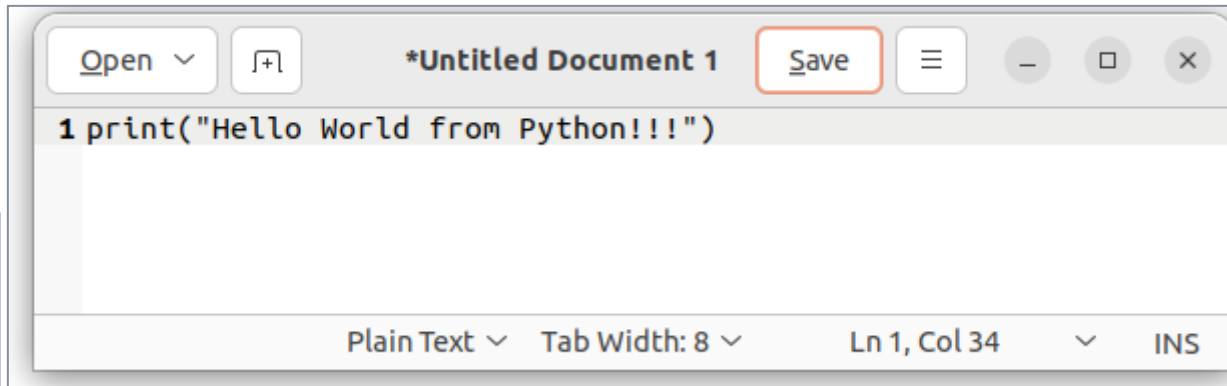 Open *Untitled Document 1 Save
1 print("Hello World from Python!!!")
Plain Text Tab Width: 8 Ln 1, Col 34 INS